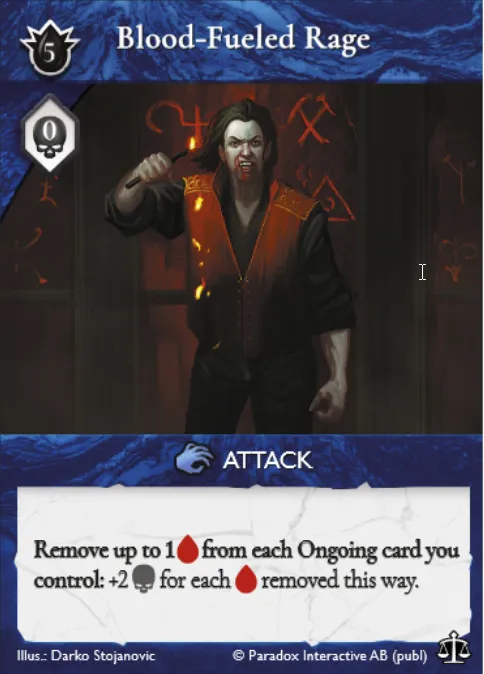 5
Blood-Fueled Rage
0
ATTACK
Remove up to 1 from each Ongoing card you
control: +2 for each removed this way.
Illus.: Darko Stojanovic
© Paradox Interactive AB (publ)